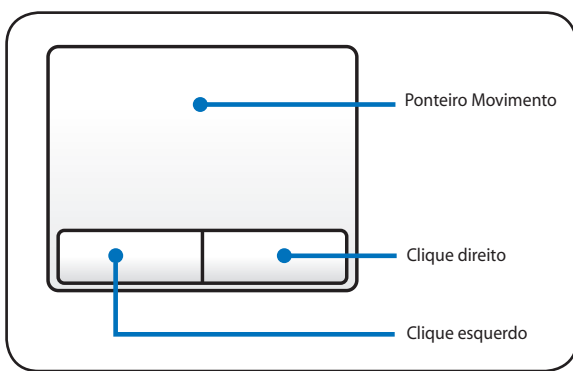 Ponteiro Movimento
Clique direito
Clique esquerdo